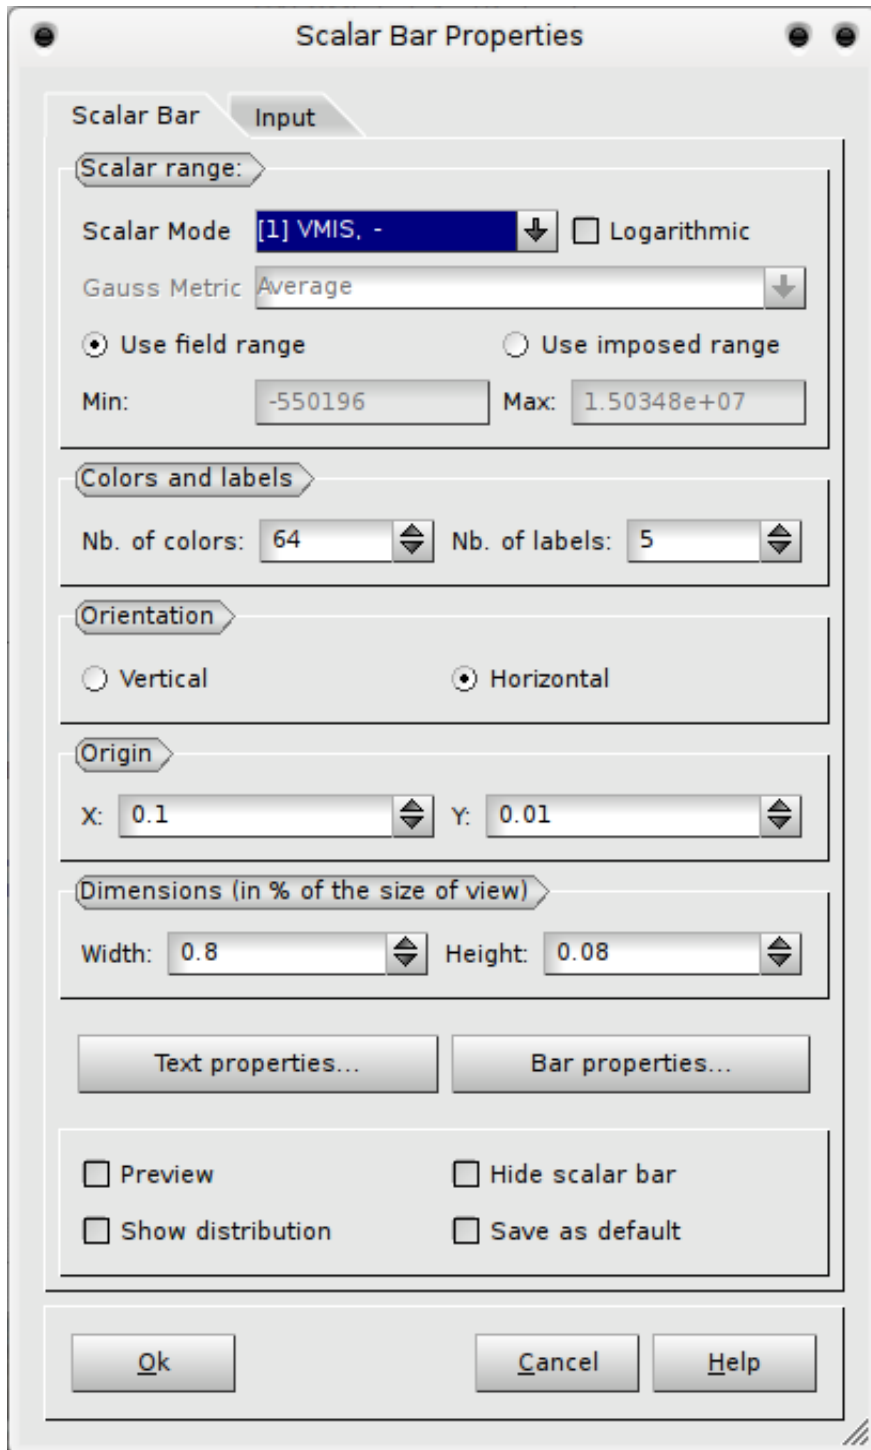 Scalar Bar Properties
Scalar Bar Input
Scalar range:
Scalar Mode [1] VMIS, - Logarithmic
Gauss Metric Average
Use field range Use imposed range
Min: -550196 Max: 1.50348e+07
Colors and labels
Nb. of colors: 64 Nb. of labels: 5
Orientation
Vertical Horizontal
Origin
X: 0.1 Y: 0.01
Dimensions (in % of the size of view)
Width: 0.8 Height: 0.08
Text properties... Bar properties...
Preview Hide scalar bar
Show distribution Save as default
Ok Cancel Help